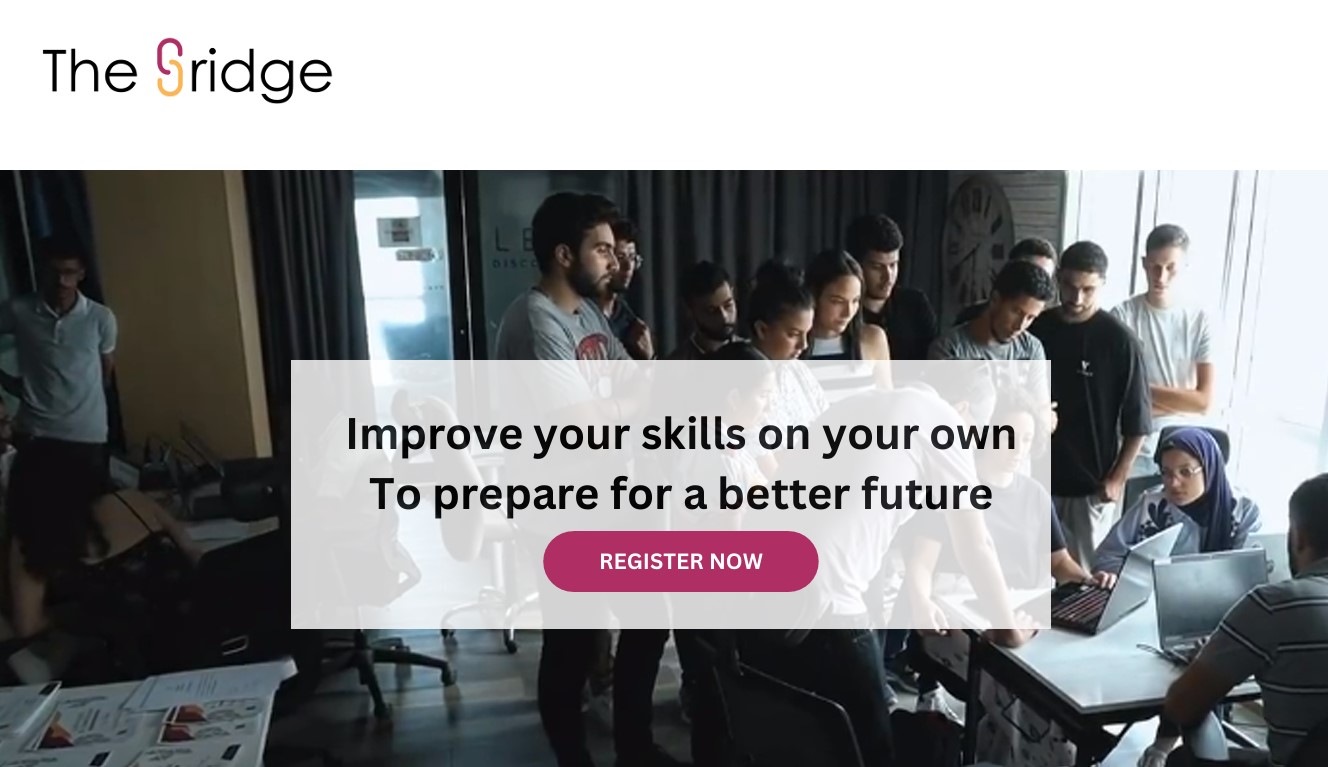 The Bridge
Improve your skills on your own
To prepare for a better future
REGISTER NOW